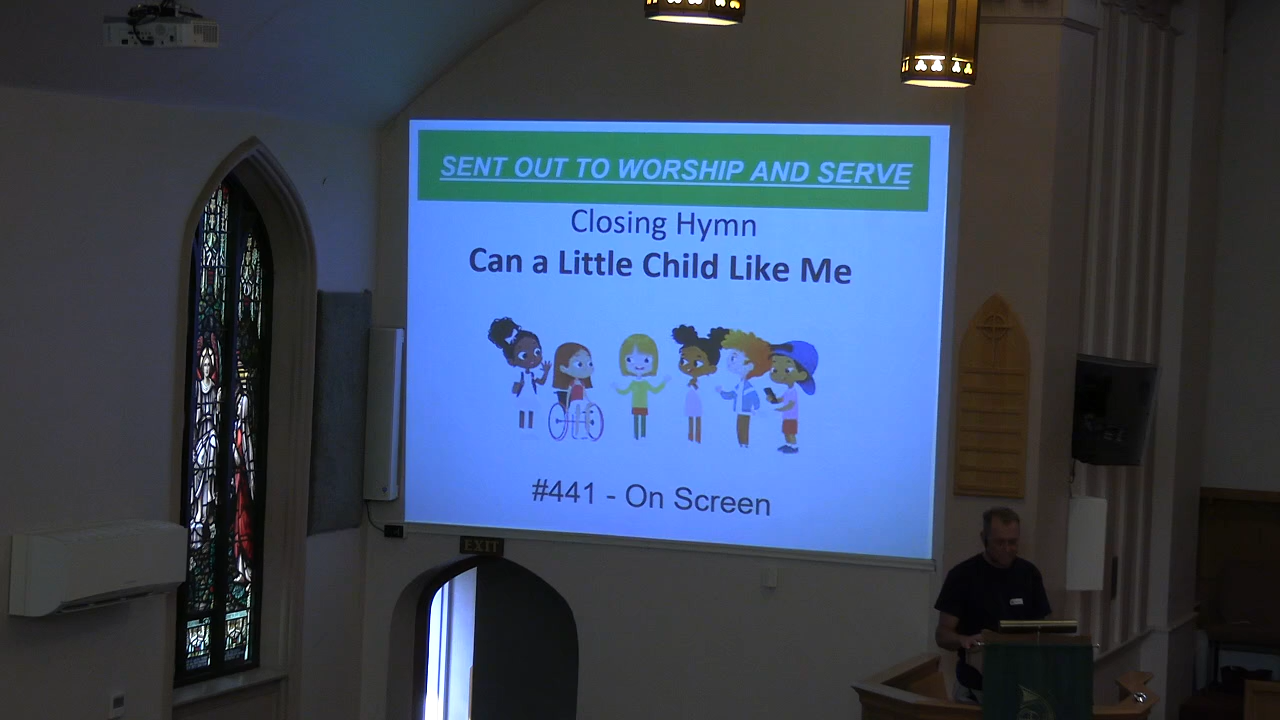 SENT OUT TO WORSHIP AND SERVE
Closing Hymn
Can a Little Child Like Me
#441 - On Screen
EXIT